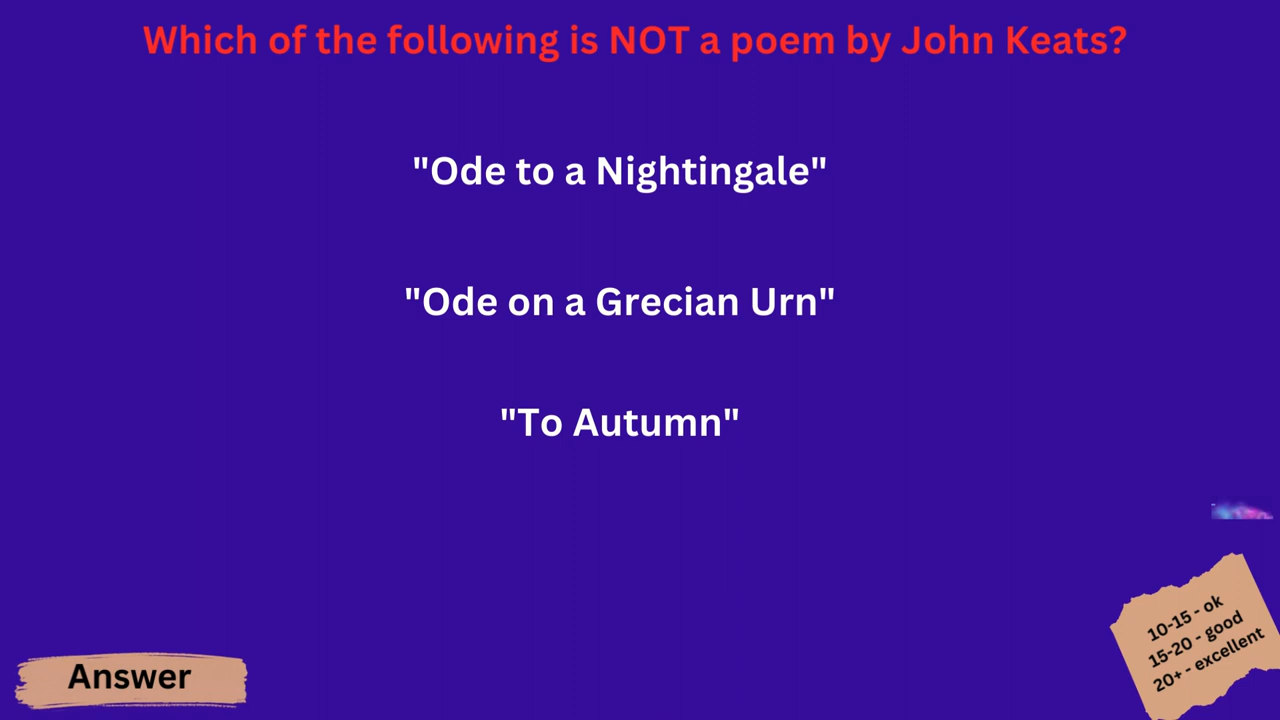 Which of the following is NOT a poem by John Keats?
"Ode to a Nightingale"
"Ode on a Grecian Urn"
"To Autumn"
Answer
10-15 - ok
15-20 - good
20+ - excellent